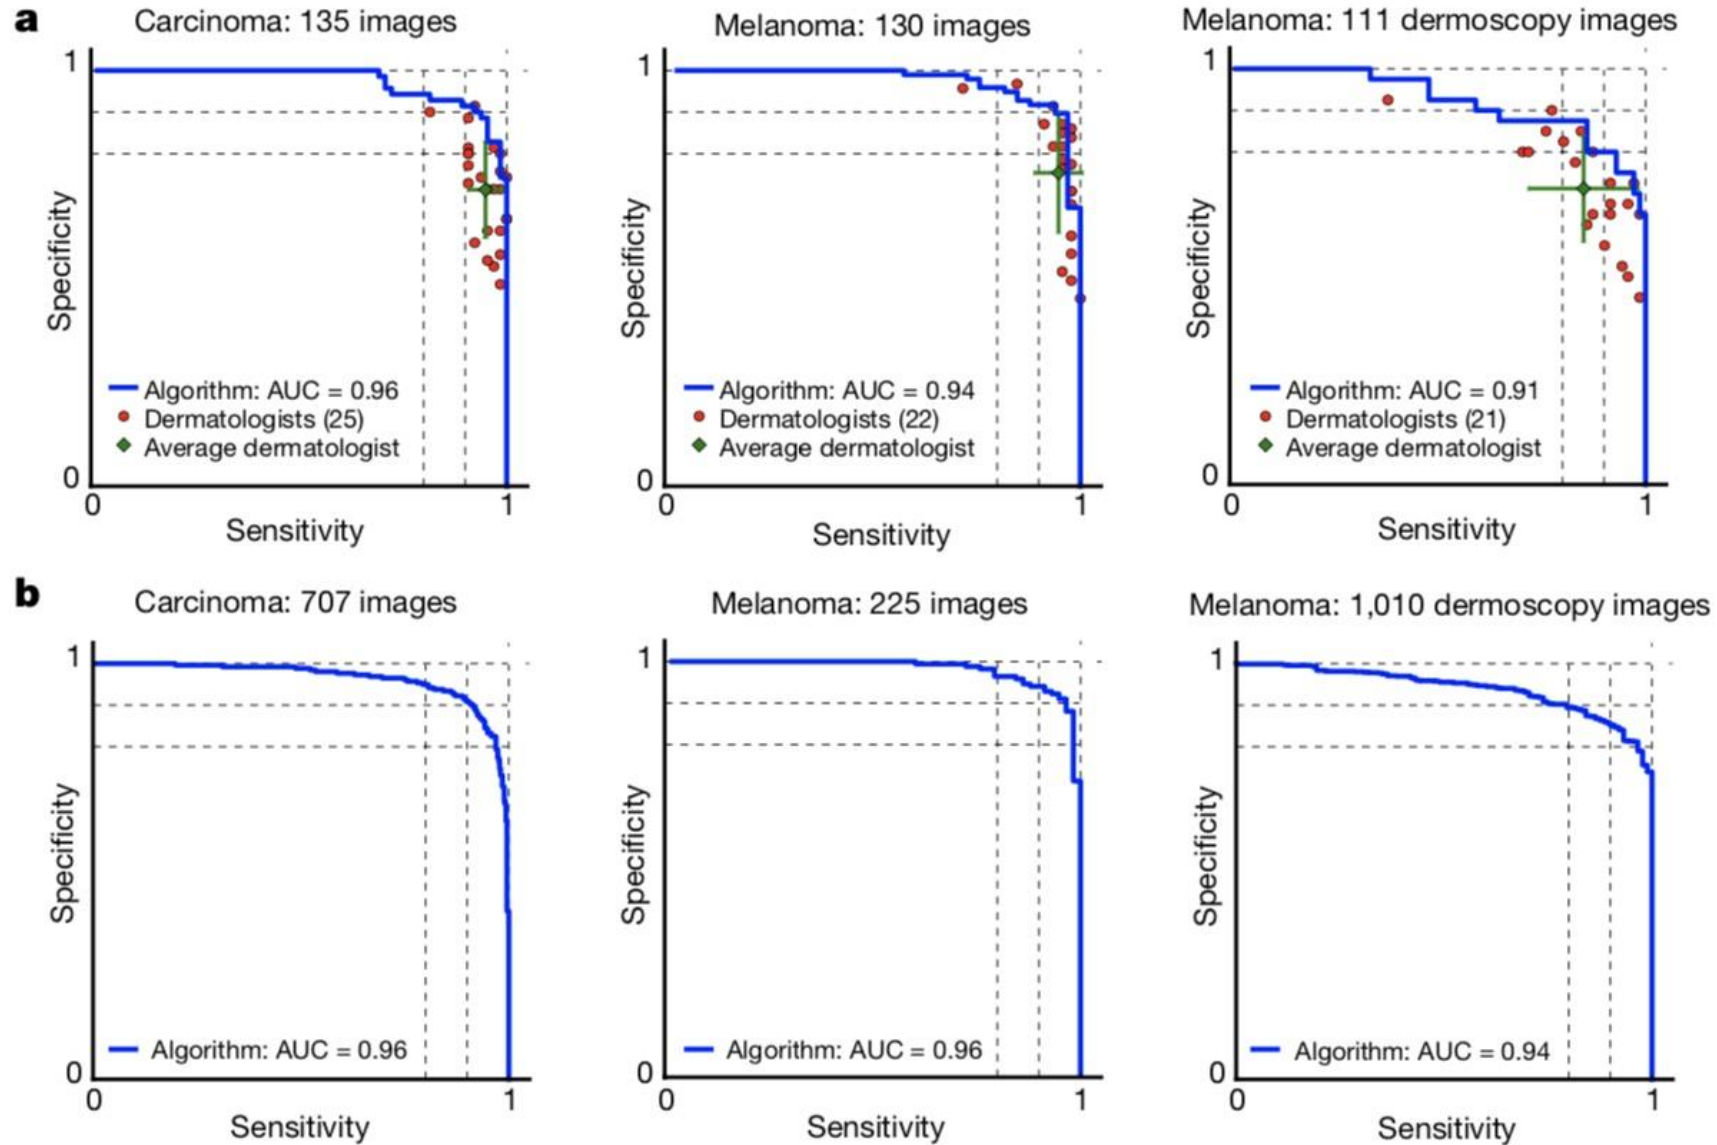 a
Carcinoma: 135 images
1
Specificity
Algorithm: AUC = 0.96
Dermatologists (25)
Average dermatologist
0
0
1
Sensitivity
Melanoma: 130 images
1
Specificity
Algorithm: AUC = 0.94
Dermatologists (22)
Average dermatologist
0
0
1
Sensitivity
Melanoma: 111 dermoscopy images
1
Specificity
Algorithm: AUC = 0.91
Dermatologists (21)
Average dermatologist
0
0
1
Sensitivity
b
Carcinoma: 707 images
1
Specificity
Algorithm: AUC = 0.96
0
0
1
Sensitivity
Melanoma: 225 images
1
Specificity
Algorithm: AUC = 0.96
0
0
1
Sensitivity
Melanoma: 1,010 dermoscopy images
1
Specificity
Algorithm: AUC = 0.94
0
0
1
Sensitivity